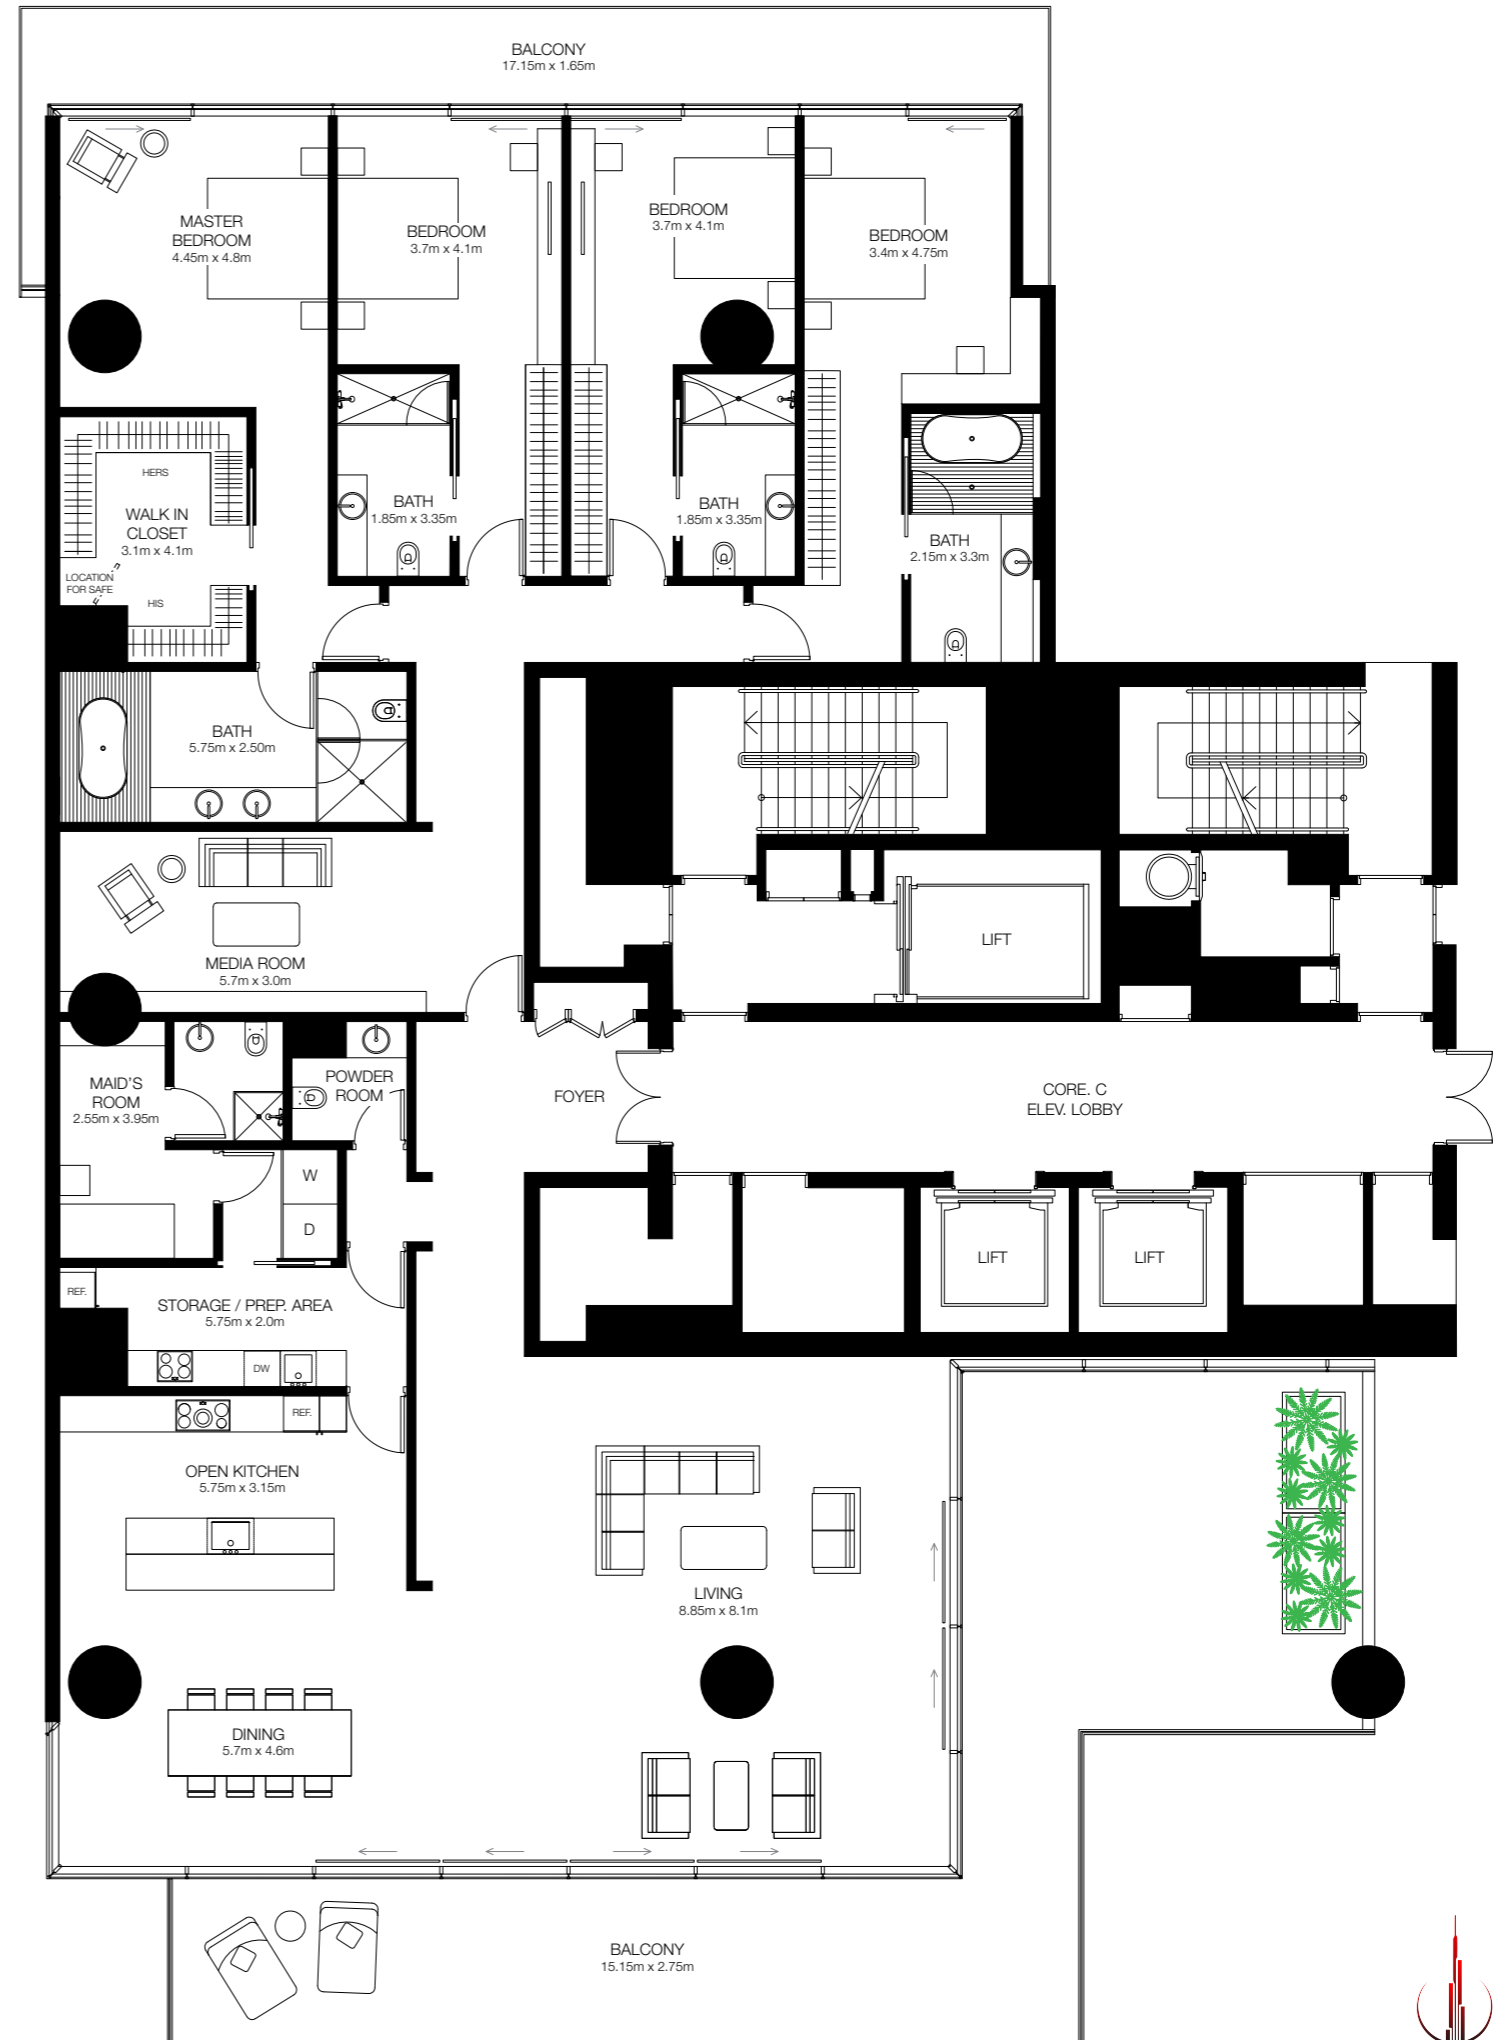 BALCONY
17.15m x 1.65m
MASTER
BEDROOM
4.45m x 4.8m
BEDROOM
3.7m x 4.1m
BEDROOM
3.7m x 4.1m
BEDROOM
3.4m x 4.75m
HERS
WALK IN
CLOSET
3.1m x 4.1m
LOCATION
FOR SAFE
HIS
BATH
1.85m x 3.35m
BATH
1.85m x 3.35m
BATH
2.15m x 3.3m
BATH
5.75m x 2.50m
MEDIA ROOM
5.7m x 3.0m
LIFT
MAID'S
ROOM
2.55m x 3.95m
POWDER
ROOM
FOYER
CORE. C
ELEV. LOBBY
W
D
LIFT
LIFT
REF.
STORAGE / PREP. AREA
5.75m x 2.0m
DW
REF.
OPEN KITCHEN
5.75m x 3.15m
LIVING
8.85m x 8.1m
DINING
5.7m x 4.6m
BALCONY
15.15m x 2.75m